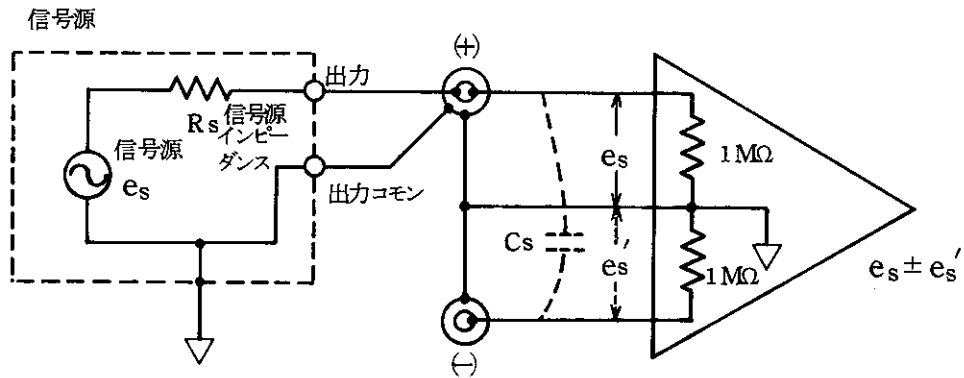 信号源
出力
Rs 信号源
インピー
ダンス
信号源
es
出力コモン
(+)
(−)
Cs
es
es′
1MΩ
1MΩ
es ± es′